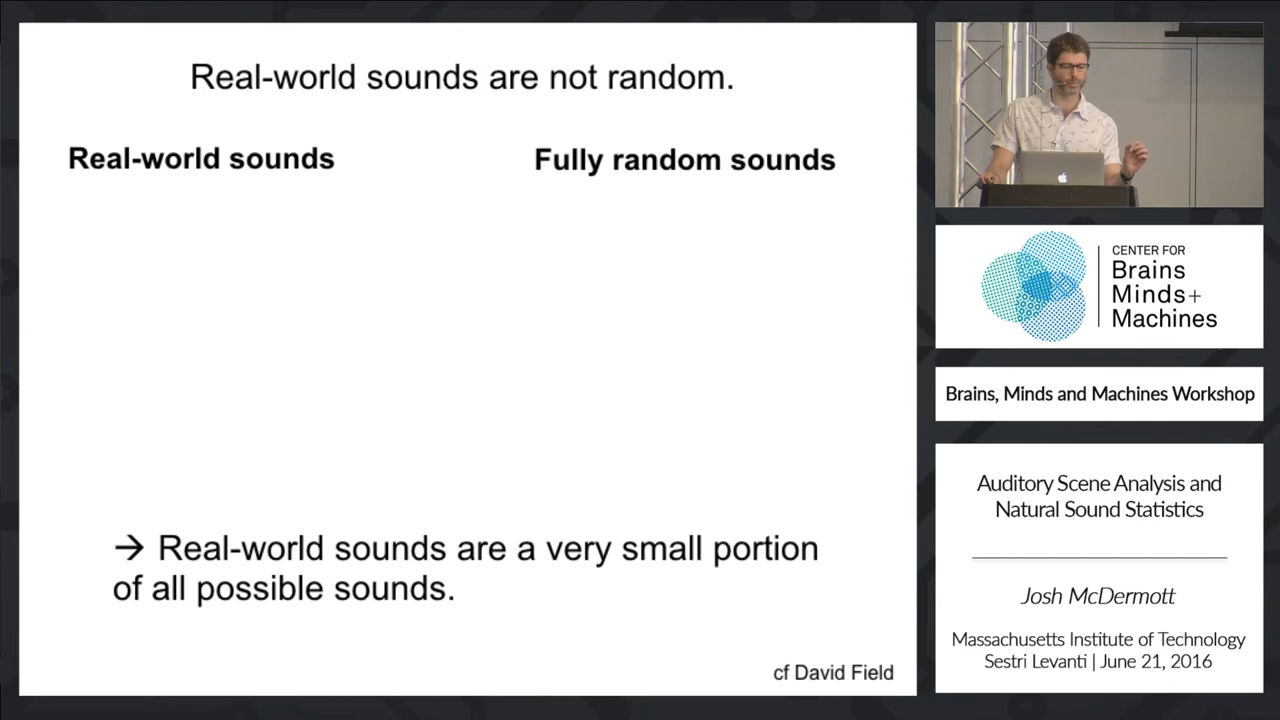 Real-world sounds are not random.
Real-world sounds
Fully random sounds
→ Real-world sounds are a very small portion
of all possible sounds.
cf David Field
CENTER FOR
Brains
Minds+
Machines
Brains, Minds and Machines Workshop
Auditory Scene Analysis and
Natural Sound Statistics
Josh McDermott
Massachusetts Institute of Technology
Sestri Levanti | June 21, 2016